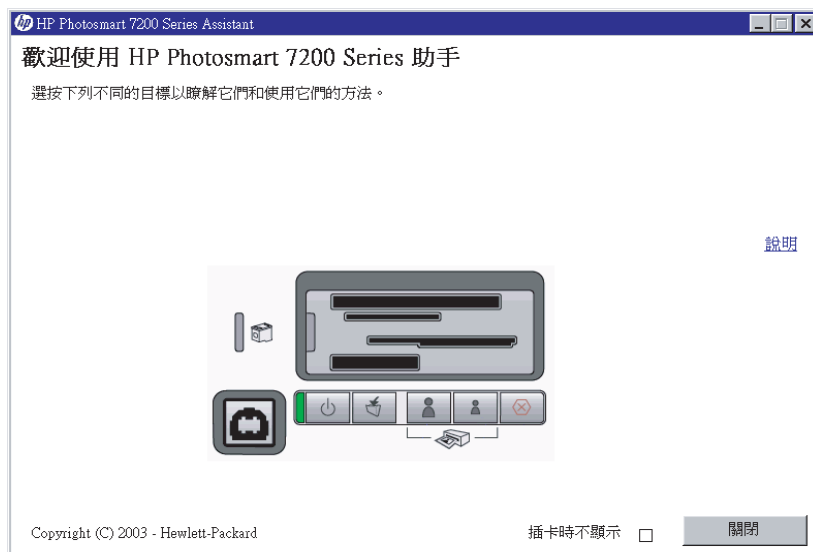 HP Photosmart 7200 Series Assistant
歡迎使用 HP Photosmart 7200 Series 助手
選按下列不同的目標以瞭解它們和使用它們的方法。
說明
Copyright (C) 2003 - Hewlett-Packard
插卡時不顯示
關閉